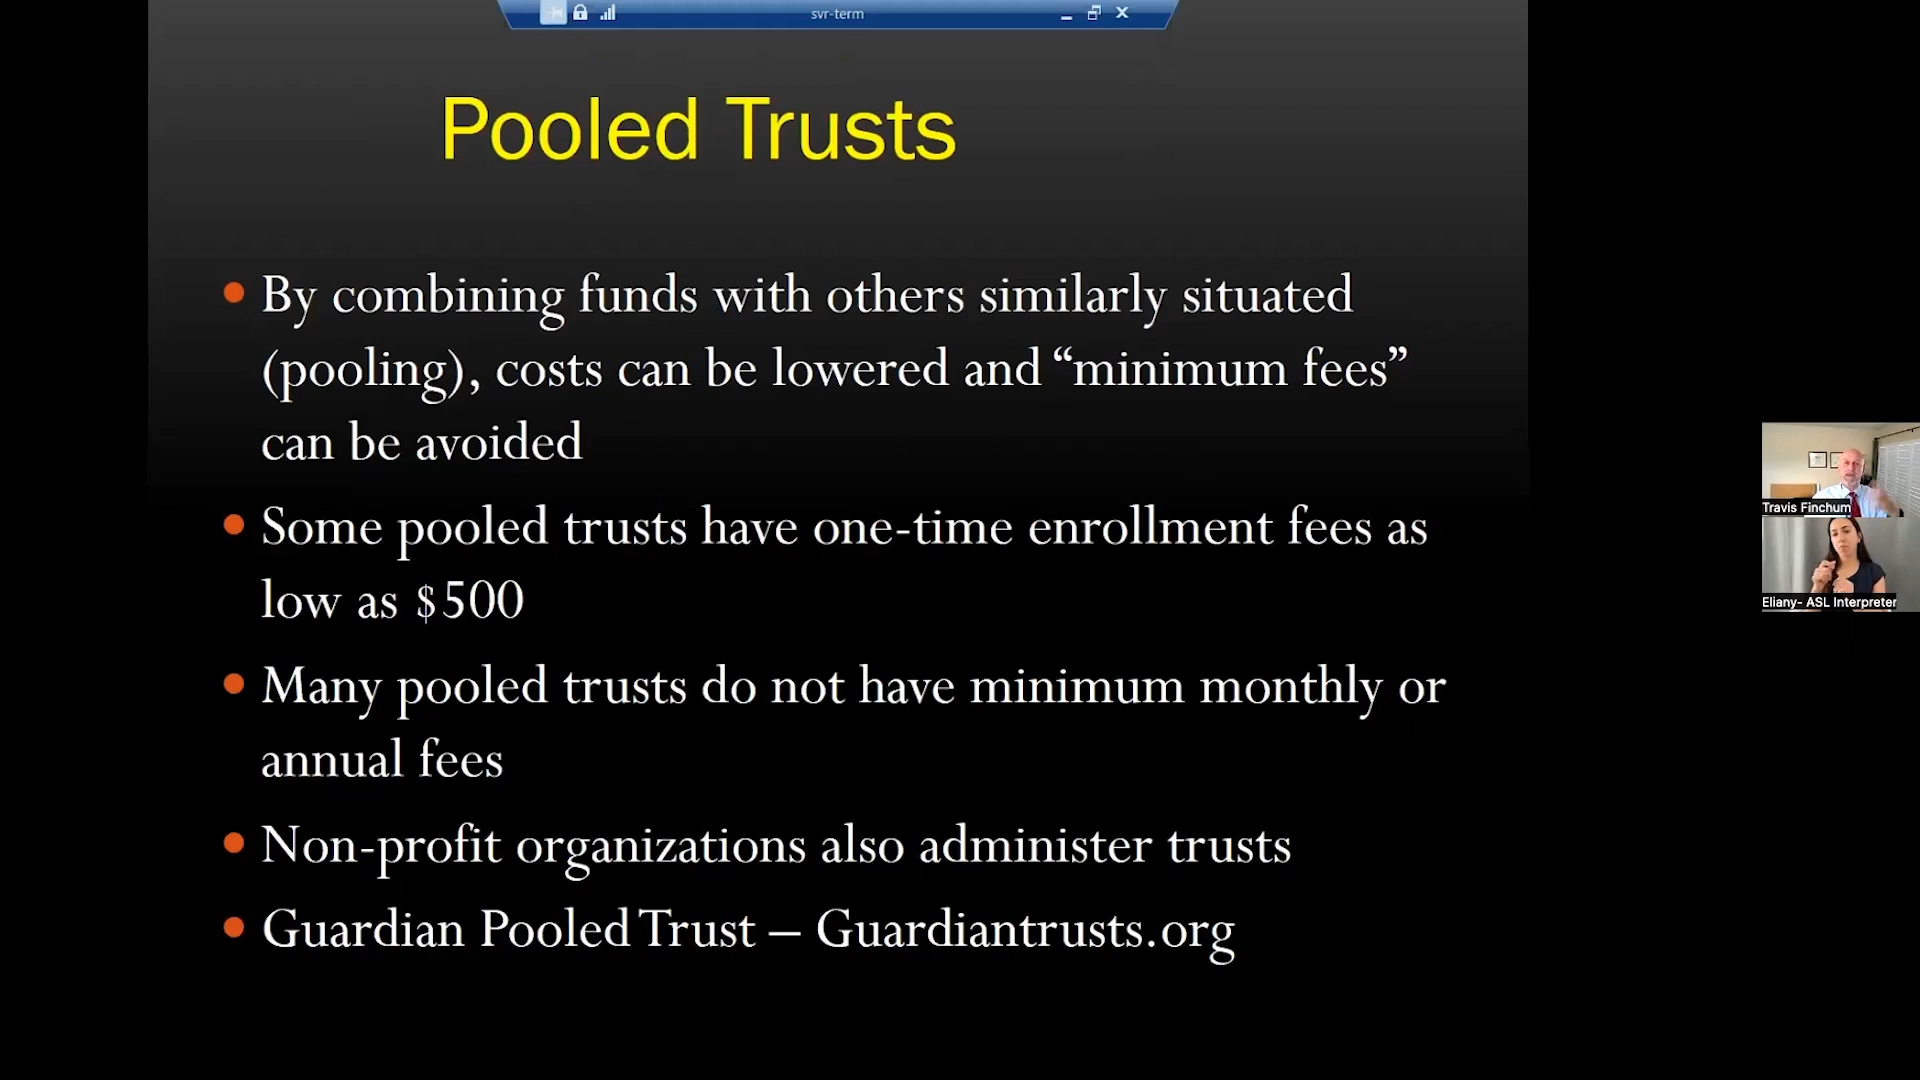 svr-term
Pooled Trusts
By combining funds with others similarly situated
(pooling), costs can be lowered and “minimum fees”
can be avoided
Some pooled trusts have one-time enrollment fees as
low as $500
Many pooled trusts do not have minimum monthly or
annual fees
Non-profit organizations also administer trusts
Guardian Pooled Trust – Guardiantrusts.org
Travis Finchum
Eliany- ASL Interpreter